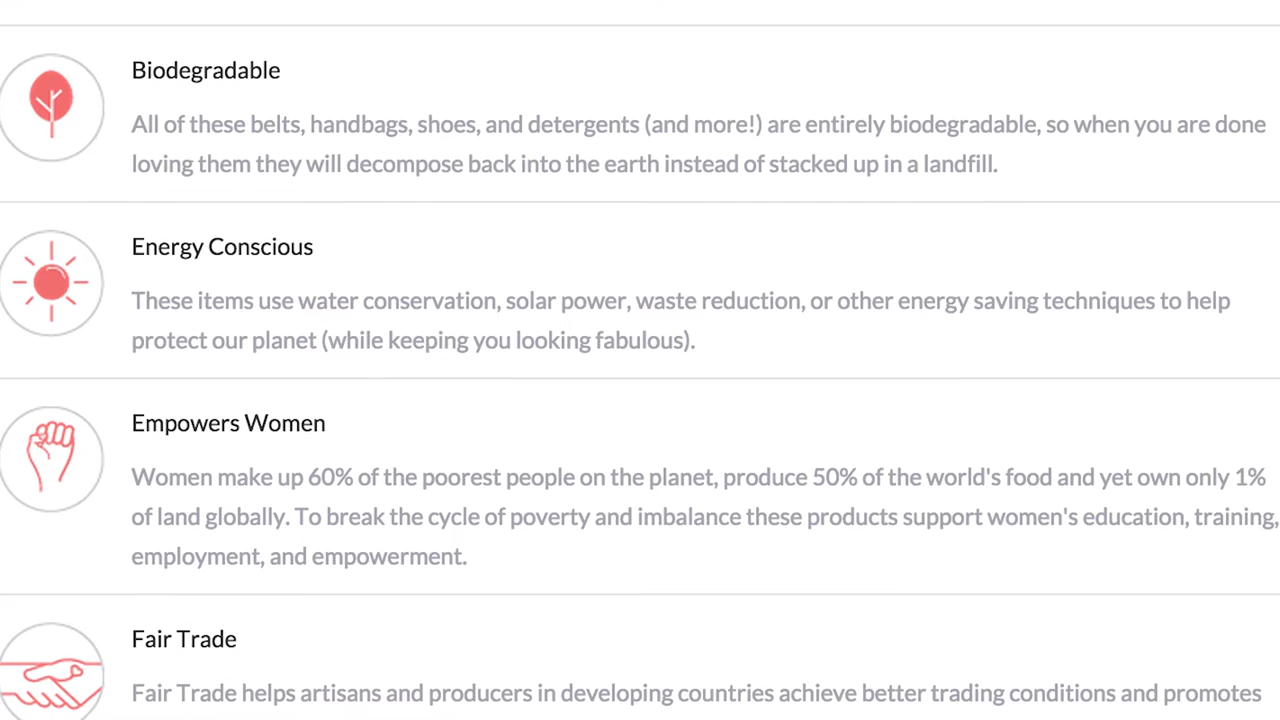 Biodegradable
All of these belts, handbags, shoes, and detergents (and more!) are entirely biodegradable, so when you are done
loving them they will decompose back into the earth instead of stacked up in a landfill.
Energy Conscious
These items use water conservation, solar power, waste reduction, or other energy saving techniques to help
protect our planet (while keeping you looking fabulous).
Empowers Women
Women make up 60% of the poorest people on the planet, produce 50% of the world's food and yet own only 1%
of land globally. To break the cycle of poverty and imbalance these products support women's education, training,
employment, and empowerment.
Fair Trade
Fair Trade helps artisans and producers in developing countries achieve better trading conditions and promotes